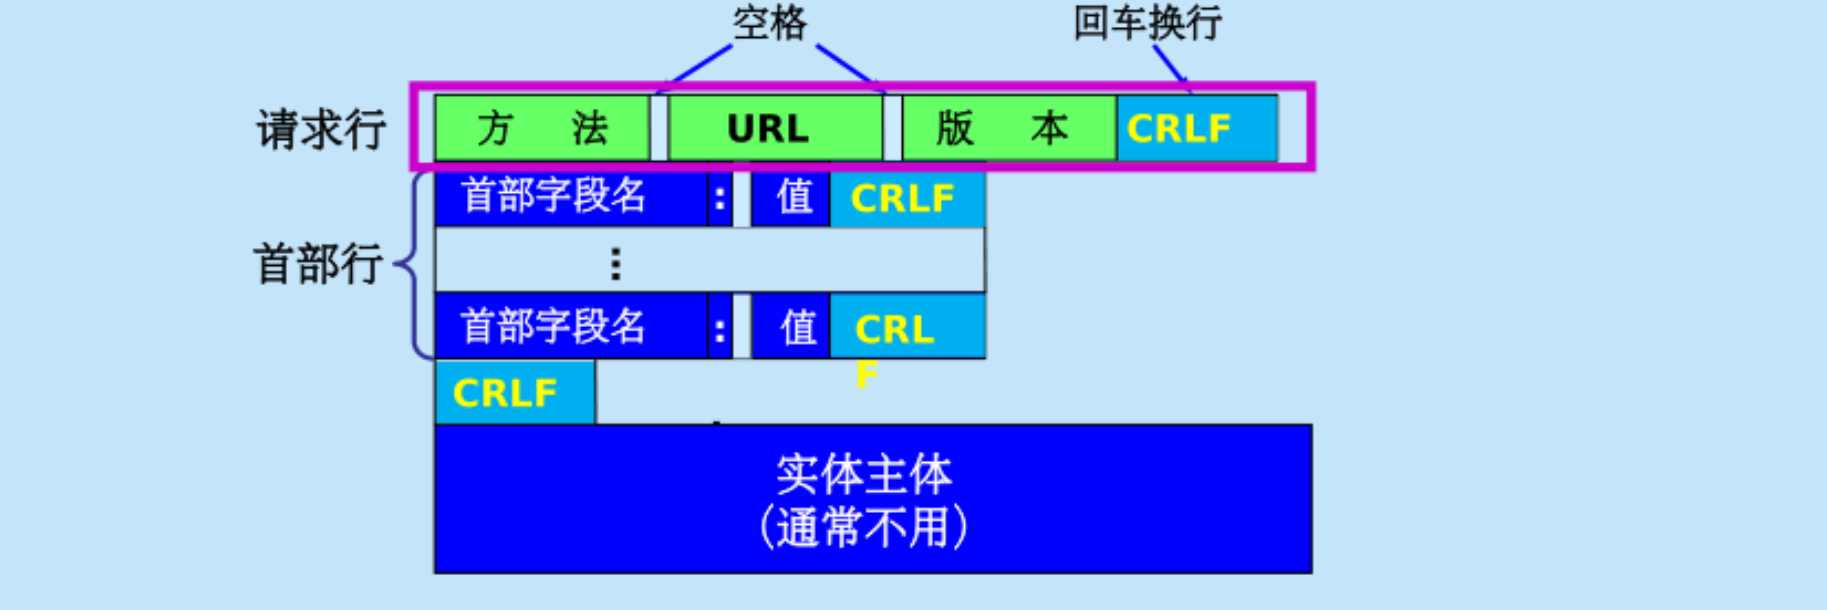 空格 回车换行
请求行 方 法 URL 版 本 CRLF
首部字段名 : 值 CRLF
首部行 ⋮
首部字段名 : 值 CRL
F
CRLF
实体主体
(通常不用)